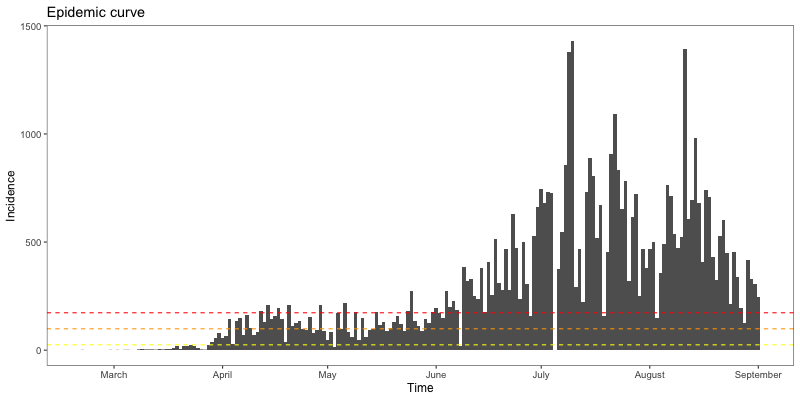 Epidemic curve
1500
1000
500
0
Incidence
March April May June July August September
Time